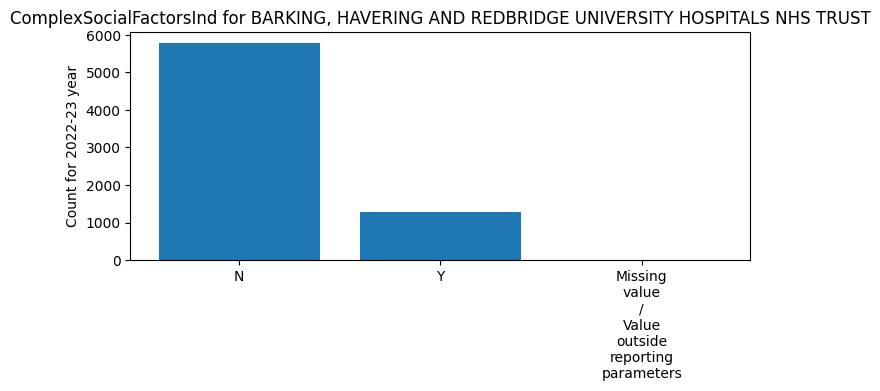 ComplexSocialFactorsInd for BARKING, HAVERING AND REDBRIDGE UNIVERSITY HOSPITALS NHS TRUST
Count for 2022-23 year
6000
5000
4000
3000
2000
1000
0
N
Y
Missing
value
/
Value
outside
reporting
parameters